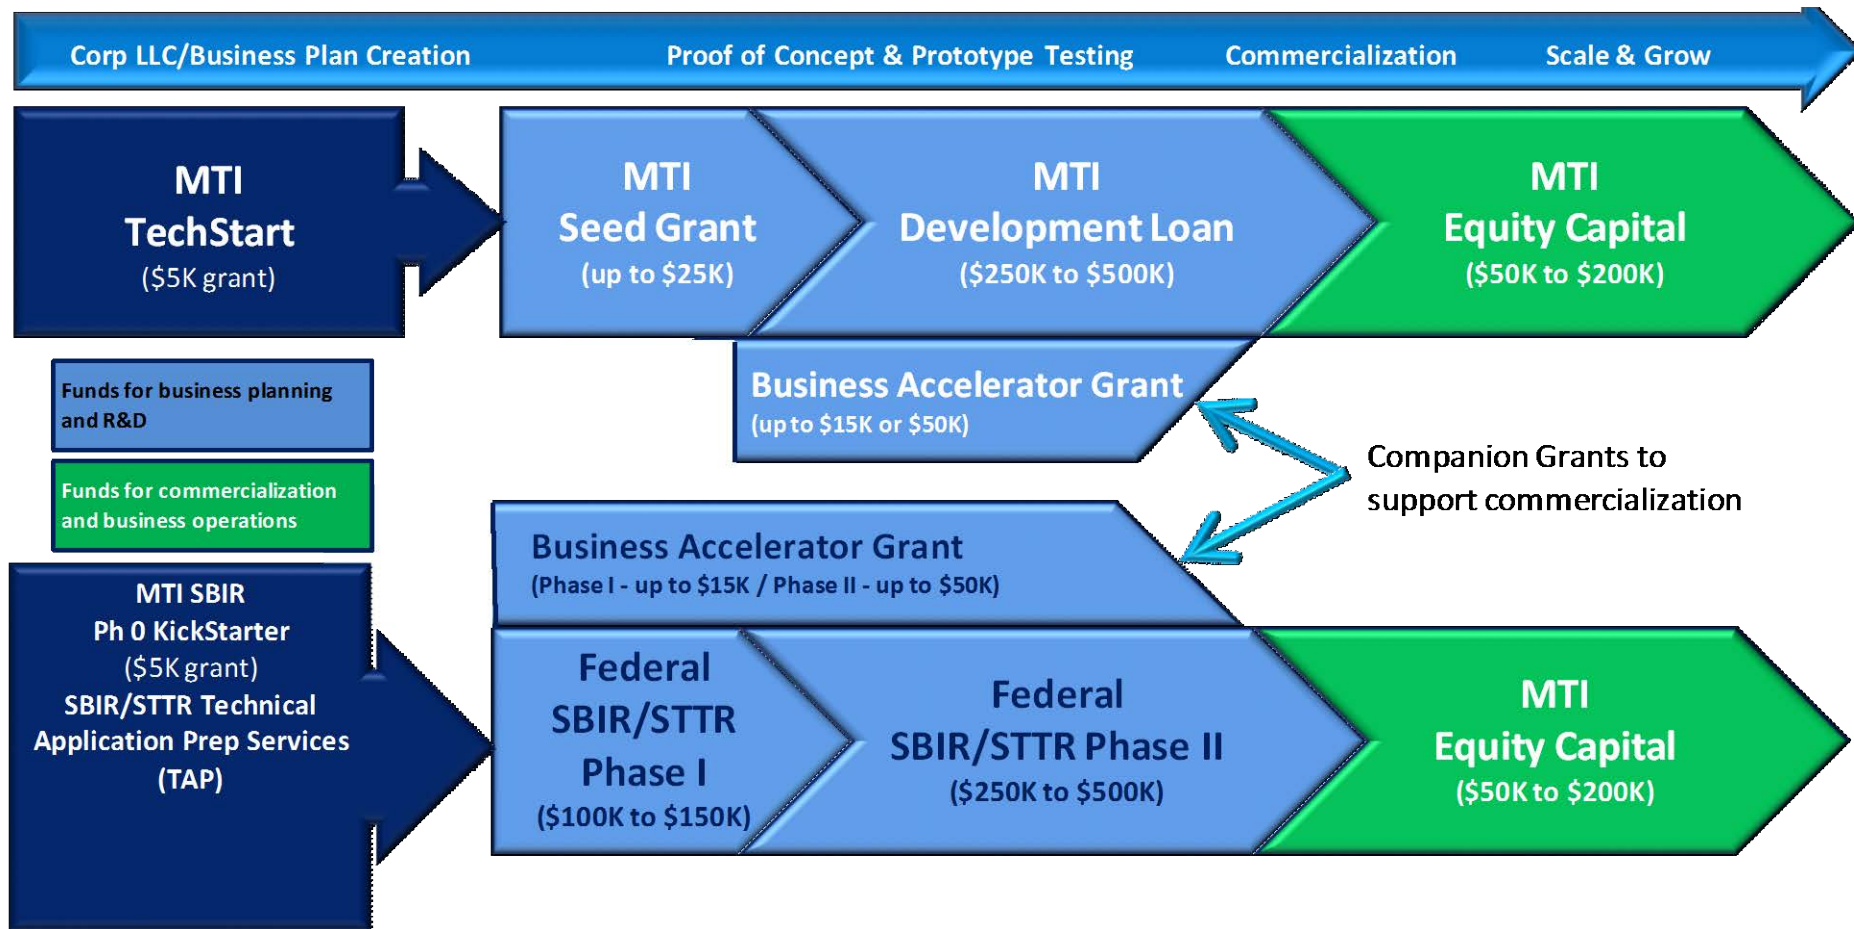 Corp LLC/Business Plan Creation
Proof of Concept & Prototype Testing
Commercialization
Scale & Grow
MTI
TechStart
($5K grant)
MTI
Seed Grant
(up to $25K)
MTI
Development Loan
($250K to $500K)
MTI
Equity Capital
($50K to $200K)
Business Accelerator Grant
(up to $15K or $50K)
Funds for business planning
and R&D
Funds for commercialization
and business operations
Companion Grants to
support commercialization
Business Accelerator Grant
(Phase I - up to $15K / Phase II - up to $50K)
MTI SBIR
Ph 0 KickStarter
($5K grant)
SBIR/STTR Technical
Application Prep Services
(TAP)
Federal
SBIR/STTR
Phase I
($100K to $150K)
Federal
SBIR/STTR Phase II
($250K to $500K)
MTI
Equity Capital
($50K to $200K)